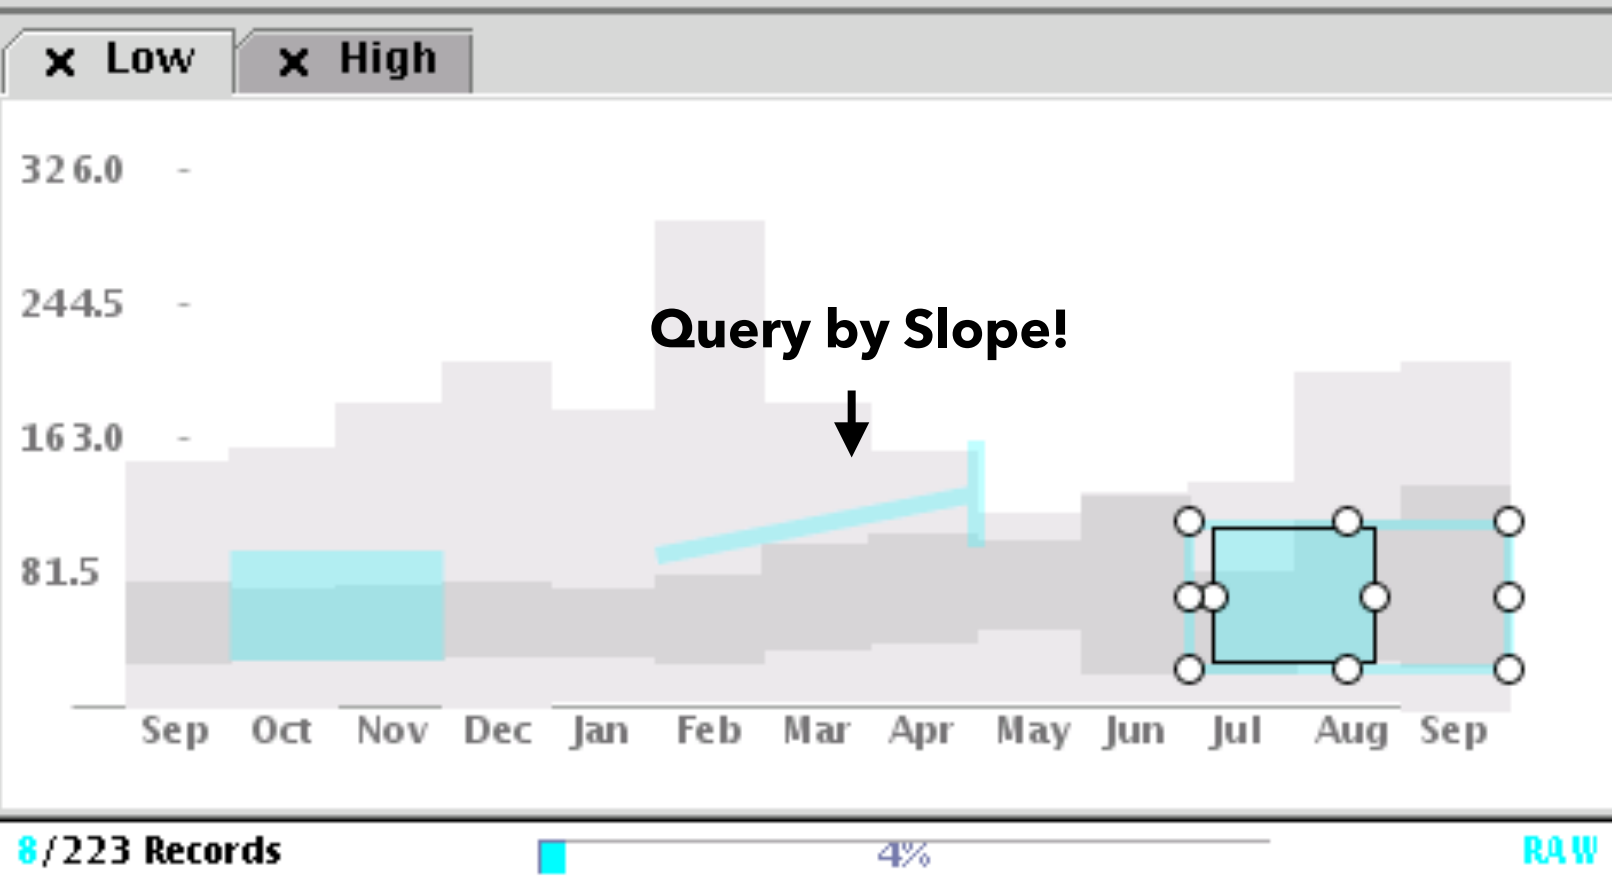 x Low x High
326.0 -
244.5 -
Query by Slope!
163.0 -
81.5
Sep Oct Nov Dec Jan Feb Mar Apr May Jun Jul Aug Sep
8/223 Records 4% RAW